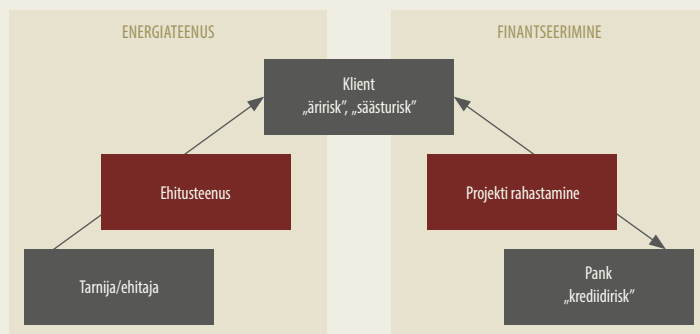 ENERGIATEENUS
FINANTSEERIMINE
Klient
„äririsk”, „säästurisk”
Ehitusteenus
Projekti rahastamine
Tarnija/ehitaja
Pank
„krediidirisk”